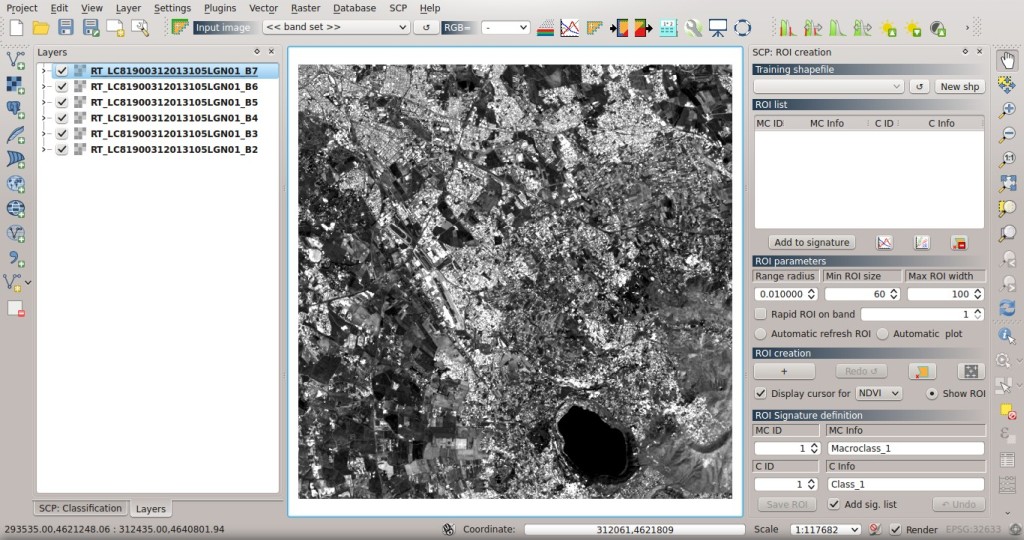 Project Edit View Layer Settings Plugins Vector Raster Database SCP Help
Input image << band set >> RGB= -
Layers
RT_LC81900312013105LGN01_B7
RT_LC81900312013105LGN01_B6
RT_LC81900312013105LGN01_B5
RT_LC81900312013105LGN01_B4
RT_LC81900312013105LGN01_B3
RT_LC81900312013105LGN01_B2
SCP: Classification Layers
SCP: ROI creation
Training shapefile
New shp
ROI list
MC ID MC Info C ID C Info
Add to signature
ROI parameters
Range radius Min ROI size Max ROI width
0.010000 60 100
Rapid ROI on band 1
Automatic refresh ROI Automatic plot
ROI creation
+ Redo
Display cursor for NDVI Show ROI
ROI Signature definition
MC ID MC Info
1 Macroclass_1
C ID C Info
1 Class_1
Save ROI Add sig. list Undo
293535.00,4621248.06 : 312435.00,4640801.94 Coordinate: 312061,4621809 Scale 1:117682 Render EPSG:32633